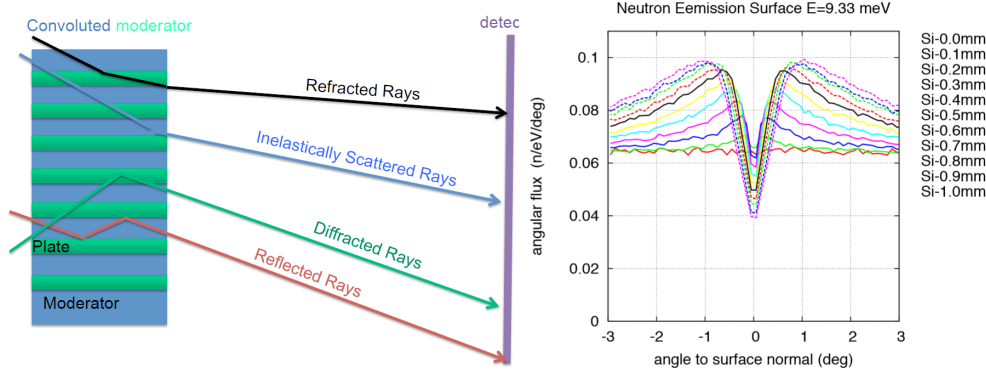 Convoluted moderator
detec
Refracted Rays
Inelastically Scattered Rays
Diffracted Rays
Reflected Rays
Plate
Moderator
Neutron Eemission Surface E=9.33 meV
angular flux (n/eV/deg)
0.1
0.08
0.06
0.04
0.02
0
-3
-2
-1
0
1
2
3
angle to surface normal (deg)
Si-0.0mm
Si-0.1mm
Si-0.2mm
Si-0.3mm
Si-0.4mm
Si-0.5mm
Si-0.6mm
Si-0.7mm
Si-0.8mm
Si-0.9mm
Si-1.0mm